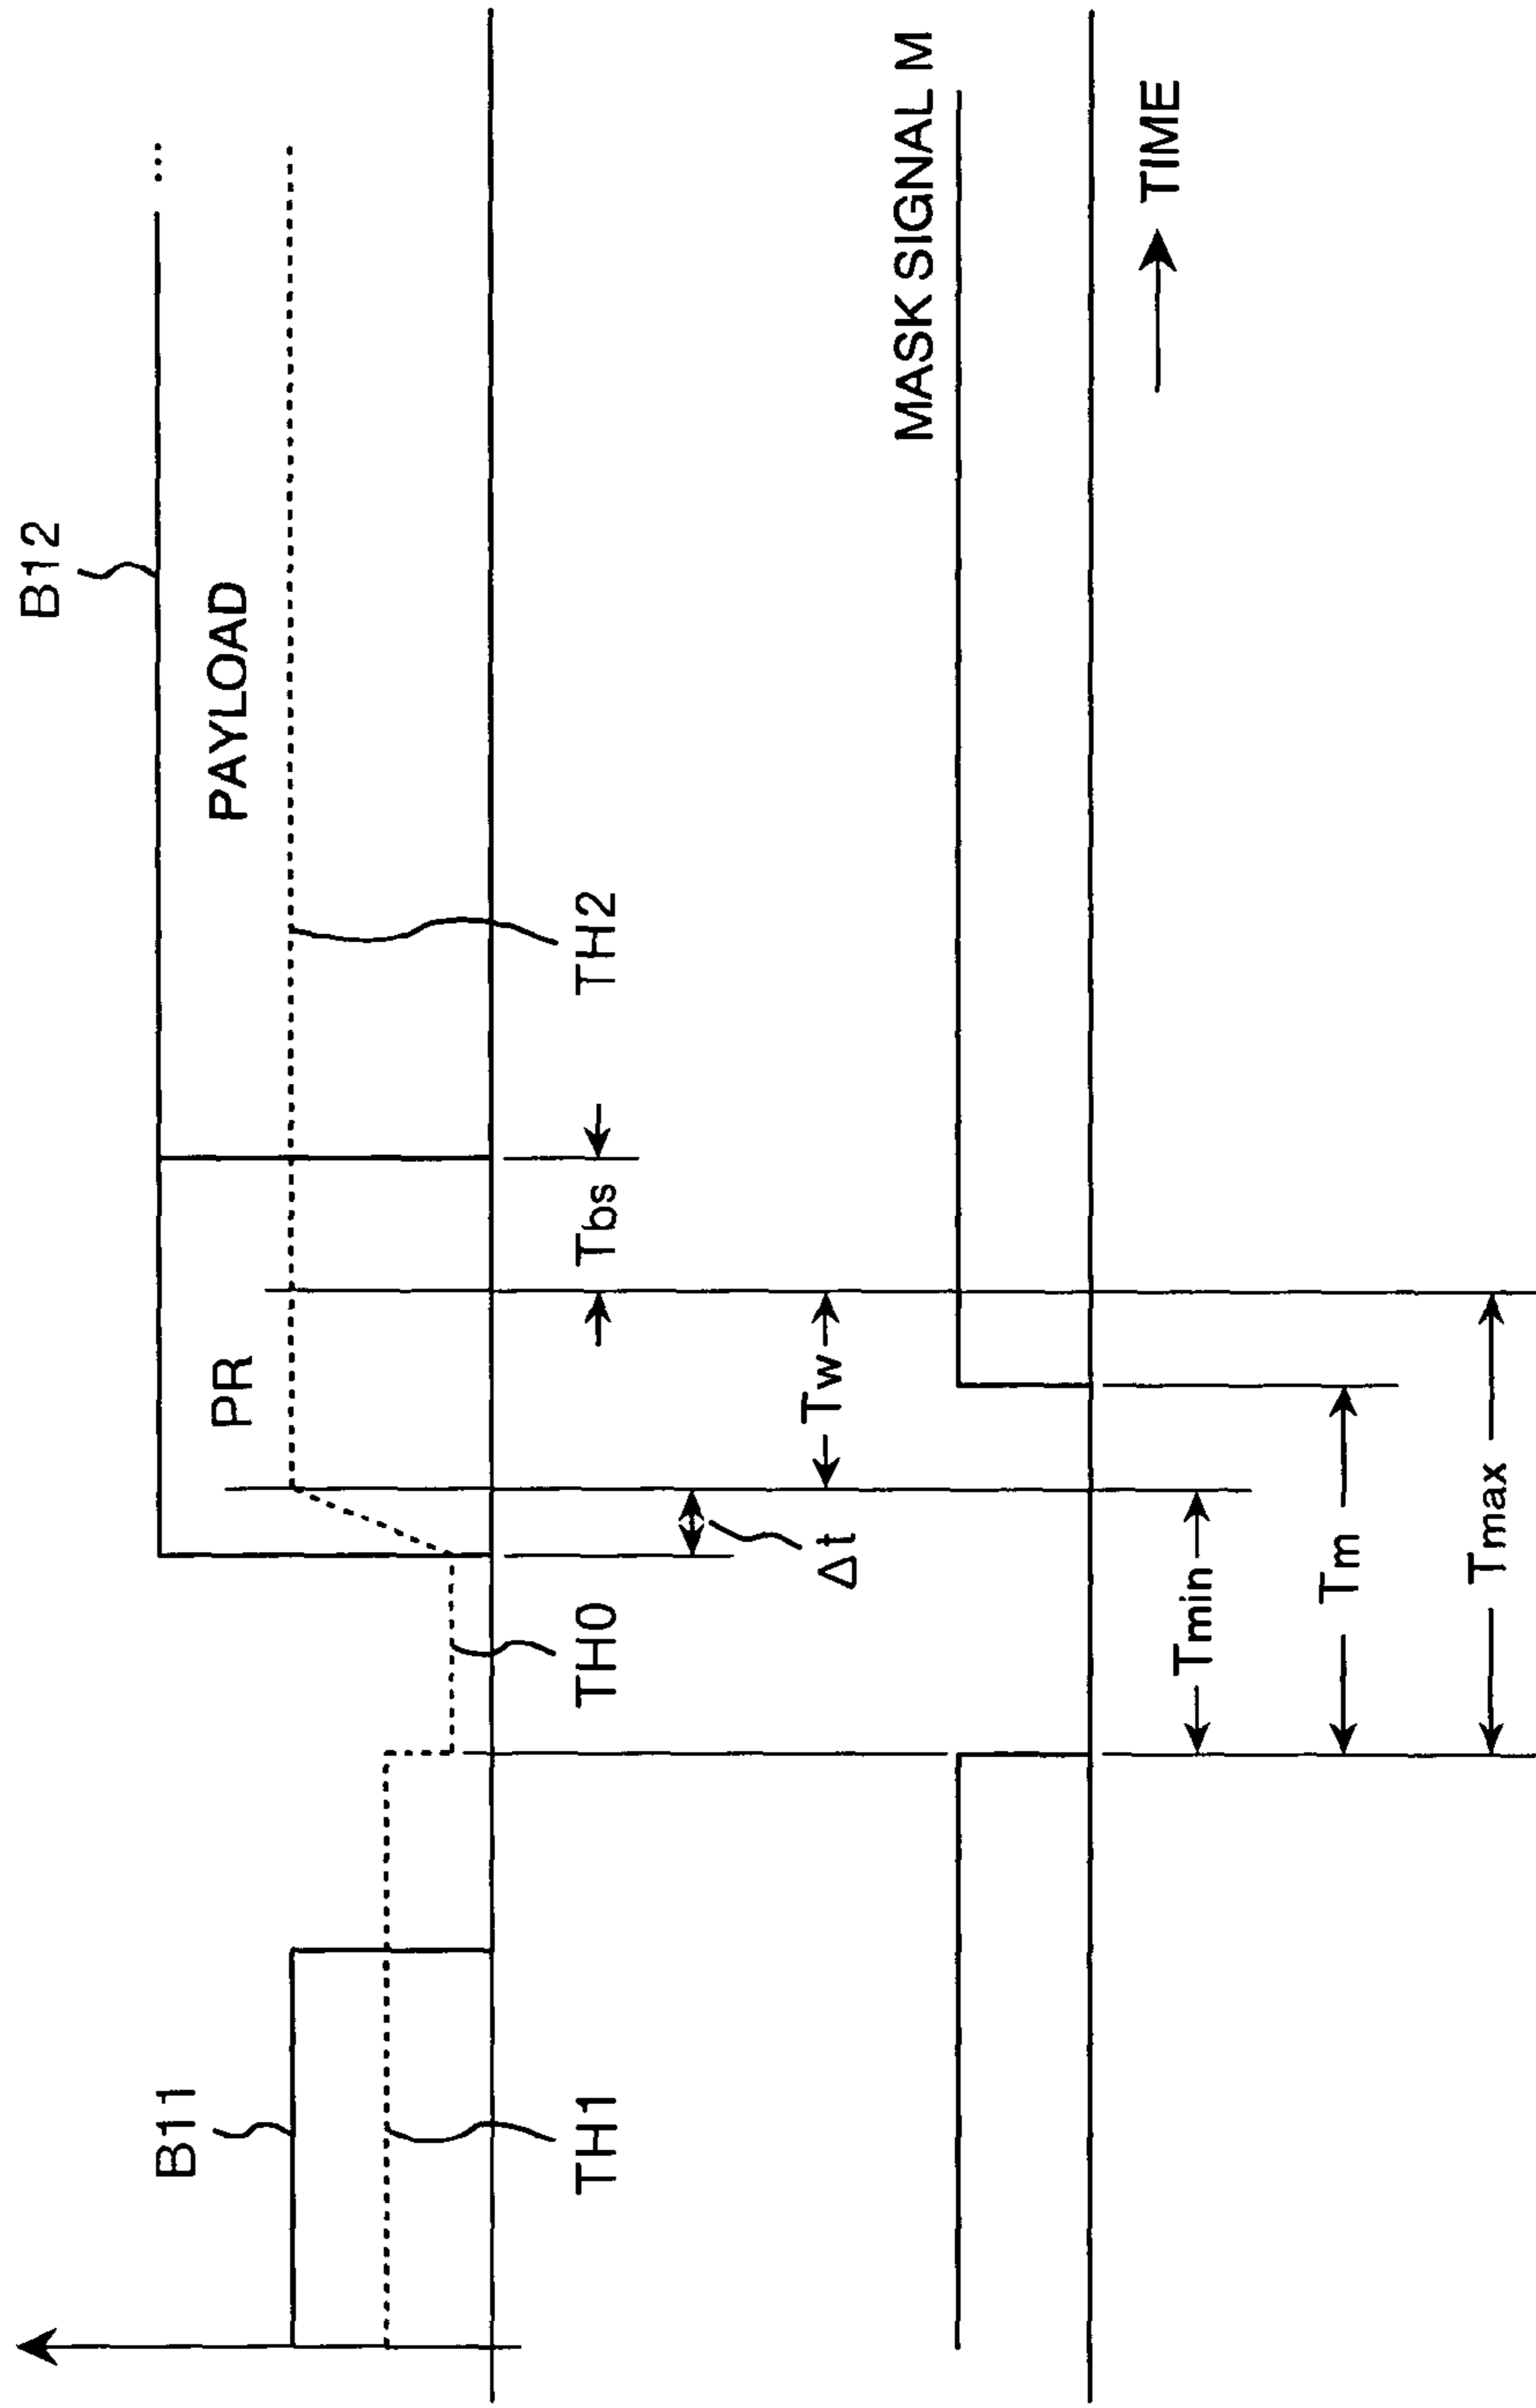 B12
B11
PR
PAYLOAD
...
TH1
TH0
TH2
Tbs
Δt
Tw
MASK SIGNAL M
TIME
Tmin
Tm
Tmax